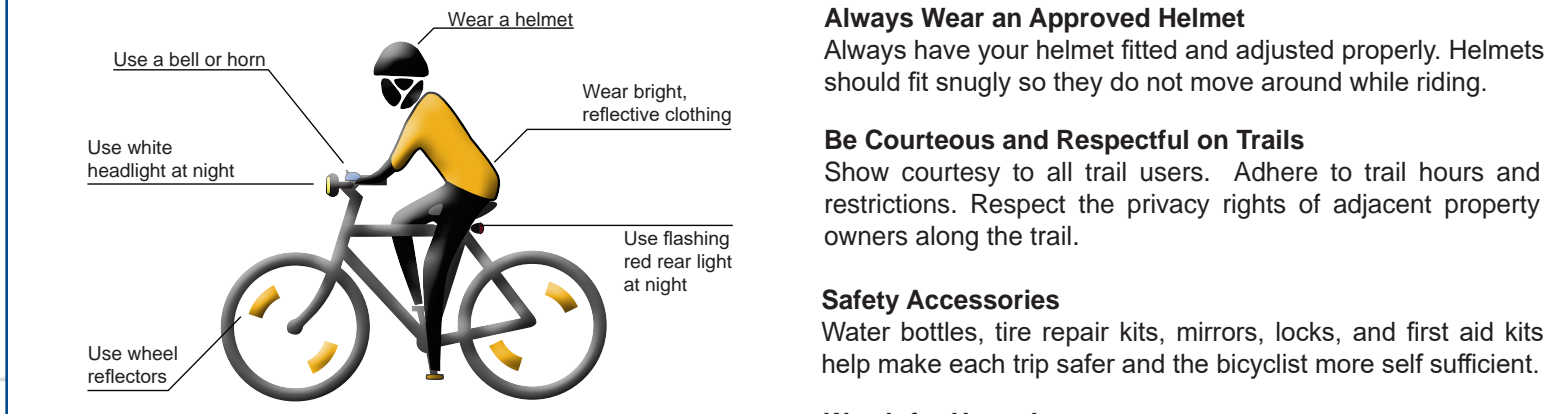 Wear a helmet
Use a bell or horn
Wear bright,
reflective clothing
Use white
headlight at night
Use flashing
red rear light
at night
Use wheel
reflectors
Always Wear an Approved Helmet
Always have your helmet fitted and adjusted properly. Helmets
should fit snugly so they do not move around while riding.
Be Courteous and Respectful on Trails
Show courtesy to all trail users. Adhere to trail hours and
restrictions. Respect the privacy rights of adjacent property
owners along the trail.
Safety Accessories
Water bottles, tire repair kits, mirrors, locks, and first aid kits
help make each trip safer and the bicyclist more self sufficient.